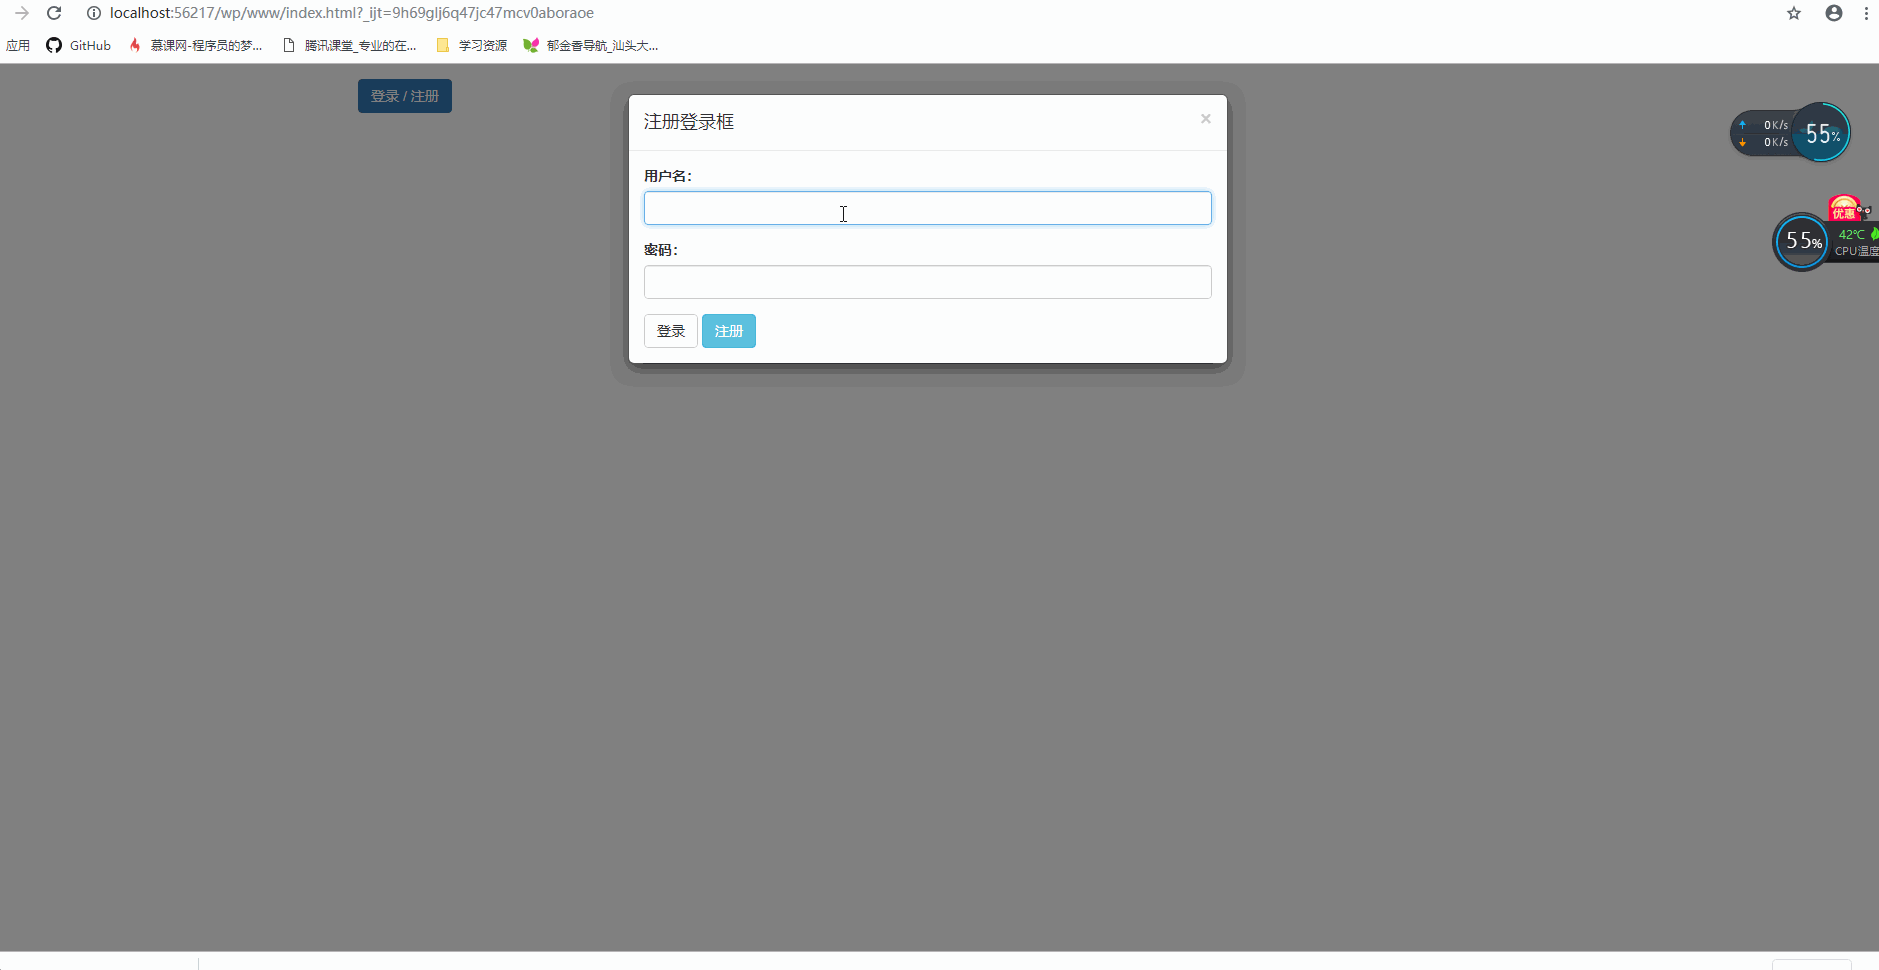 localhost:56217/wp/www/index.html?_ijt=9h69glj6q47jc47mcv0aboraoe
应用 GitHub 慕课网-程序员的梦... 腾讯课堂_专业的在... 学习资源 郁金香导航_汕头大...
登录 / 注册
注册登录框 ×
0K/s
0K/s
55%
用户名：
优惠
55%
42℃
CPU温度
密码：
登录 注册